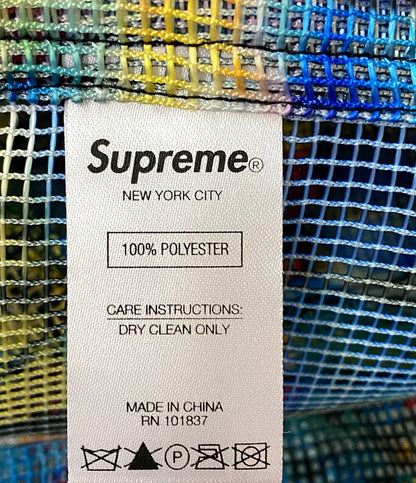 Supreme®
NEW YORK CITY
100% POLYESTER
CARE INSTRUCTIONS:
DRY CLEAN ONLY
MADE IN CHINA
RN 101837
P